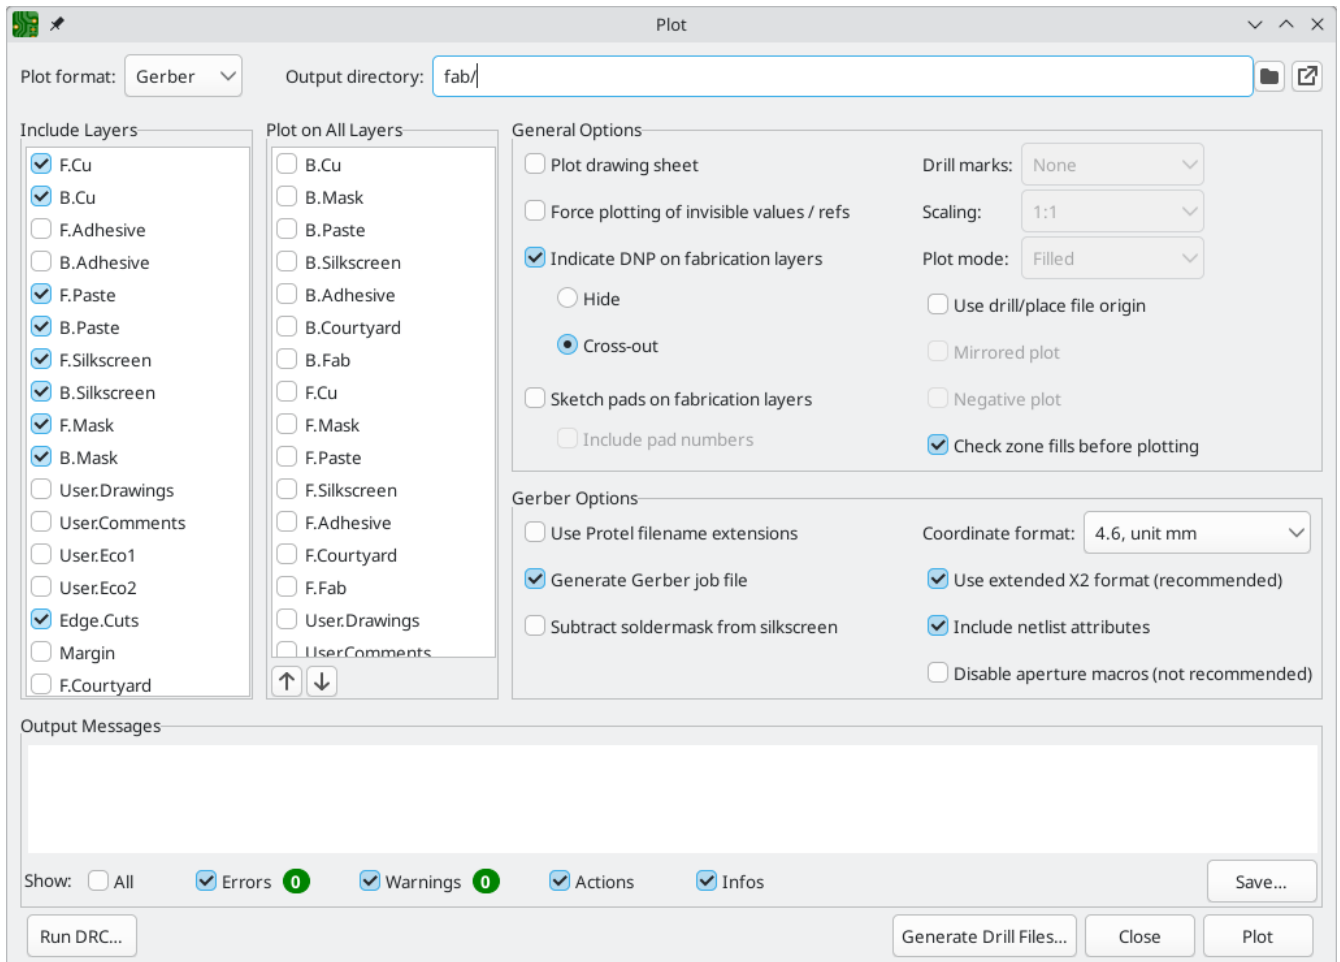 Plot
Plot format: Gerber Output directory: fab/
Include Layers
F.Cu
B.Cu
F.Adhesive
B.Adhesive
F.Paste
B.Paste
F.Silkscreen
B.Silkscreen
F.Mask
B.Mask
User.Drawings
User.Comments
User.Eco1
User.Eco2
Edge.Cuts
Margin
F.Courtyard
Plot on All Layers
B.Cu
B.Mask
B.Paste
B.Silkscreen
B.Adhesive
B.Courtyard
B.Fab
F.Cu
F.Mask
F.Paste
F.Silkscreen
F.Adhesive
F.Courtyard
F.Fab
User.Drawings
User.Comments
General Options
Plot drawing sheet
Force plotting of invisible values / refs
Indicate DNP on fabrication layers
Hide
Cross-out
Sketch pads on fabrication layers
Include pad numbers
Drill marks: None
Scaling: 1:1
Plot mode: Filled
Use drill/place file origin
Mirrored plot
Negative plot
Check zone fills before plotting
Gerber Options
Use Protel filename extensions
Generate Gerber job file
Subtract soldermask from silkscreen
Coordinate format: 4.6, unit mm
Use extended X2 format (recommended)
Include netlist attributes
Disable aperture macros (not recommended)
Output Messages
Show: All Errors 0 Warnings 0 Actions Infos Save...
Run DRC... Generate Drill Files... Close Plot